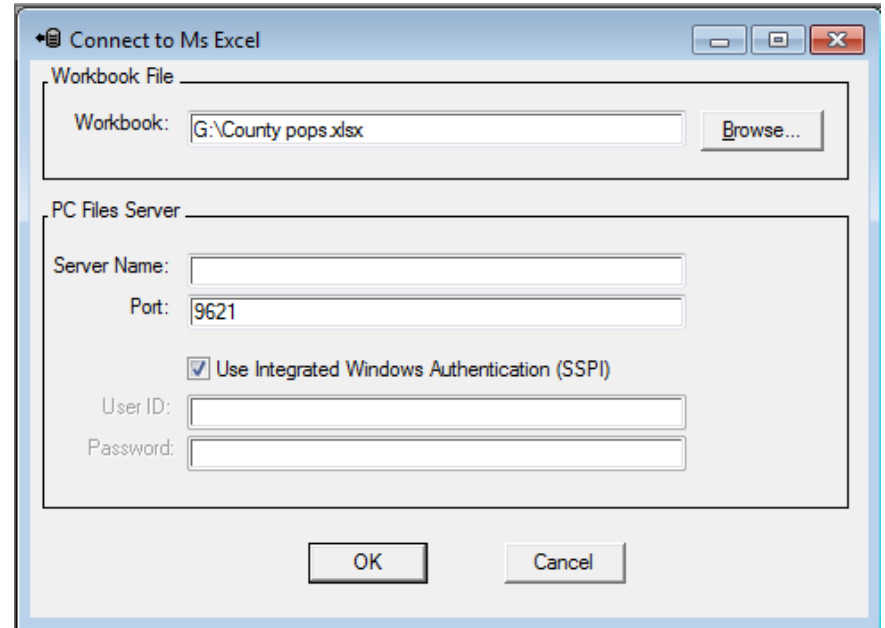 Connect to Ms Excel
Workbook File
Workbook: G:\County pops.xlsx Browse...
PC Files Server
Server Name:
Port: 9621
Use Integrated Windows Authentication (SSPI)
User ID:
Password:
OK Cancel